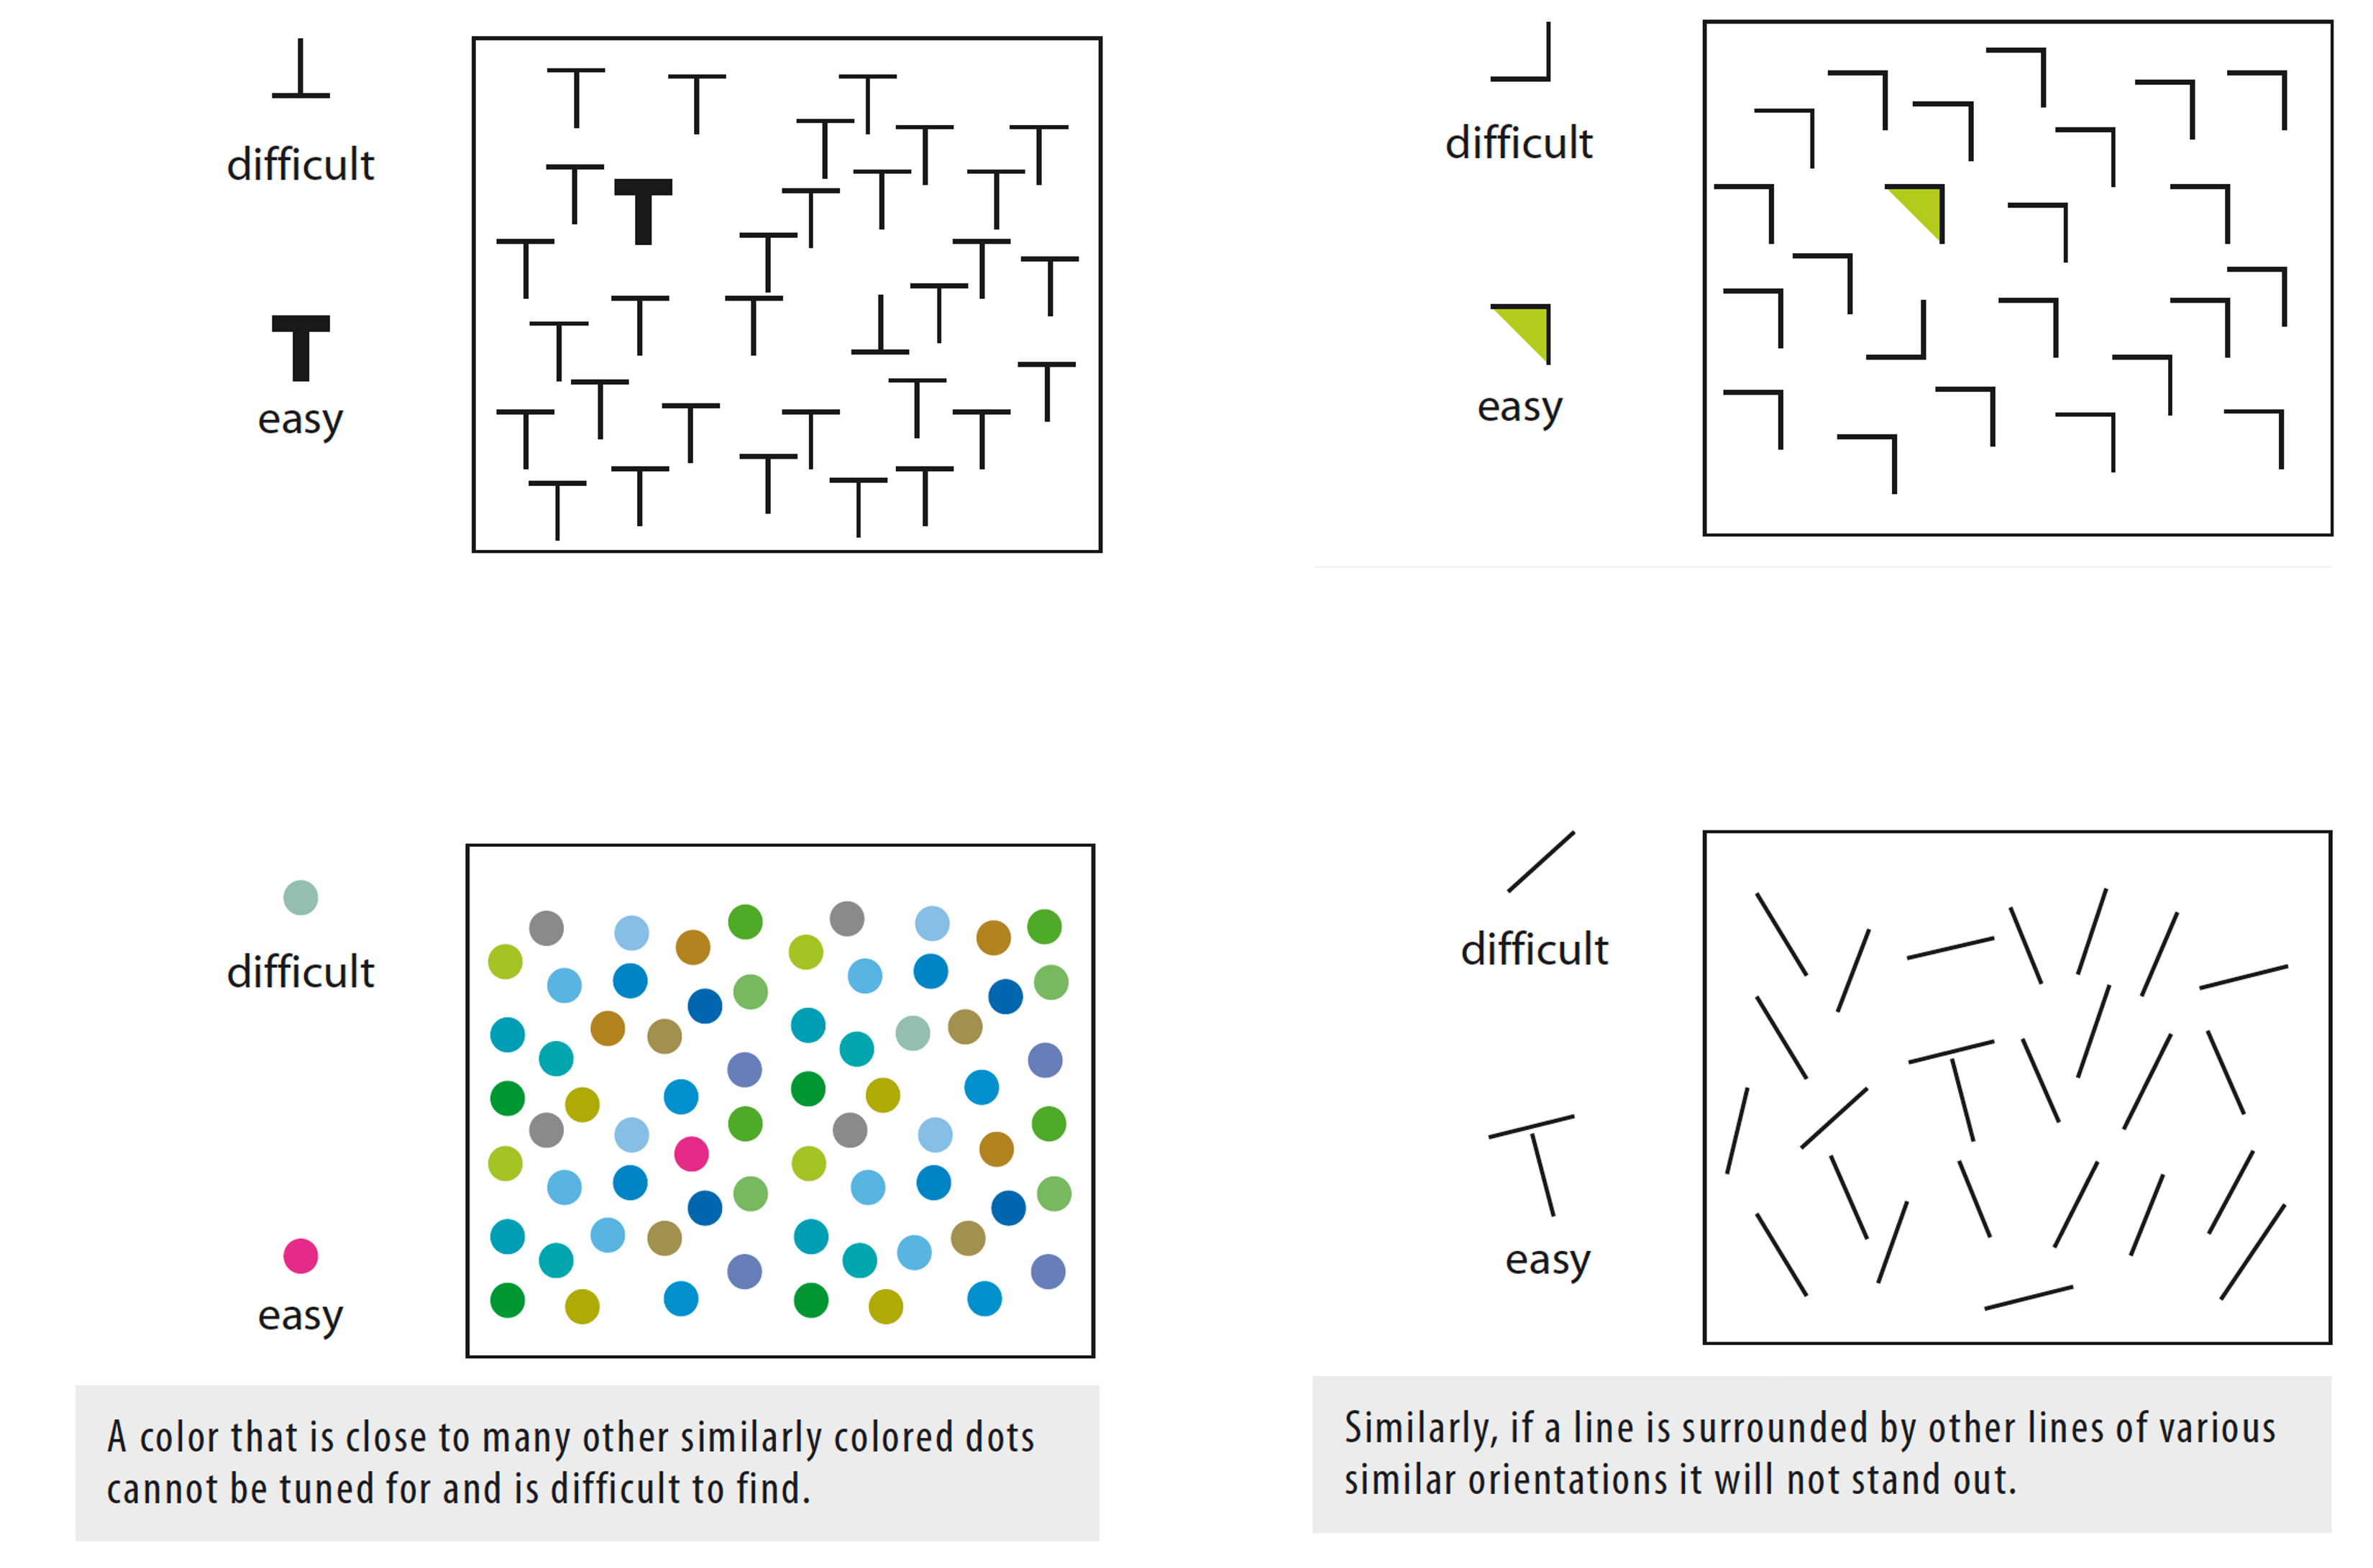 difficult
easy
difficult
easy
difficult
easy
A color that is close to many other similarly colored dots
cannot be tuned for and is difficult to find.
difficult
easy
Similarly, if a line is surrounded by other lines of various
similar orientations it will not stand out.